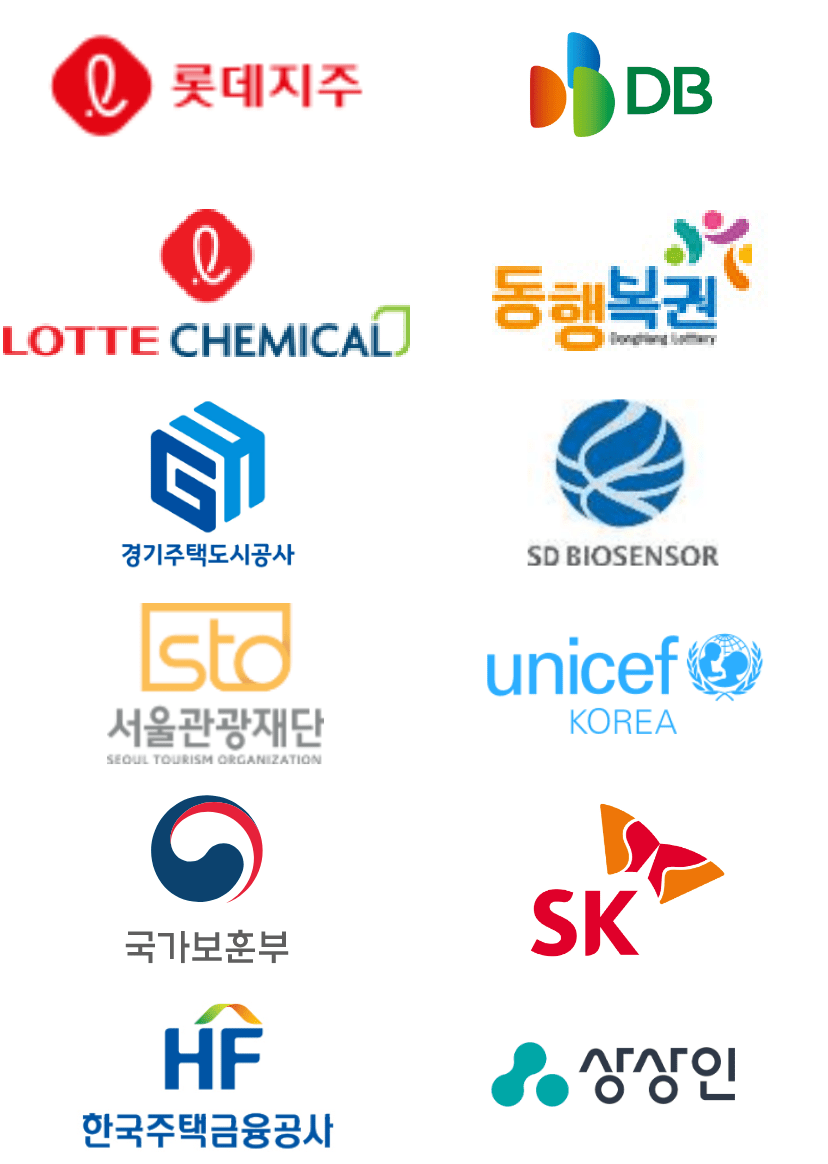 롯데지주
DB
LOTTE CHEMICAL
동행복권
DongHang Lottery
GH
경기주택도시공사
SD BIOSENSOR
sto
서울관광재단
SEOUL TOURISM ORGANIZATION
unicef
KOREA
국가보훈부
SK
HF
한국주택금융공사
상상인